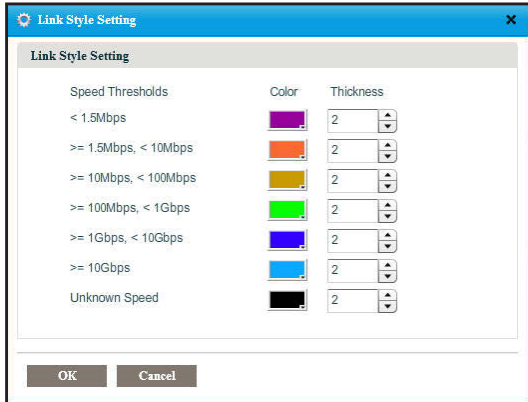 Link Style Setting
Link Style Setting
Speed Thresholds Color Thickness
< 1.5Mbps 2
>= 1.5Mbps, < 10Mbps 2
>= 10Mbps, < 100Mbps 2
>= 100Mbps, < 1Gbps 2
>= 1Gbps, < 10Gbps 2
>= 10Gbps 2
Unknown Speed 2
OK Cancel